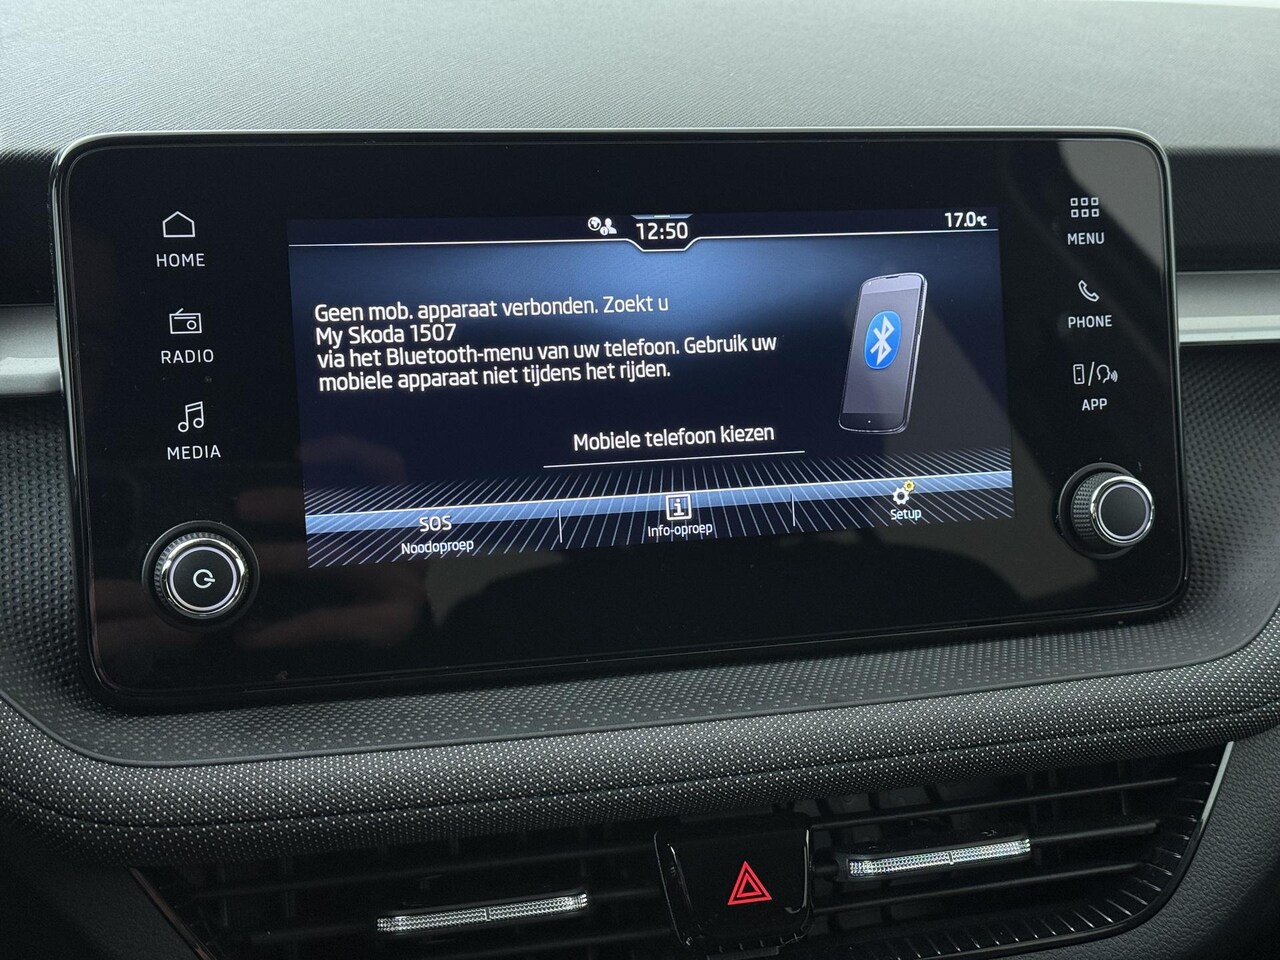 HOME
RADIO
MEDIA
12:50
17.0°C
Geen mob. apparaat verbonden. Zoekt u
My Skoda 1507
via het Bluetooth-menu van uw telefoon. Gebruik uw
mobiele apparaat niet tijdens het rijden.
Mobiele telefoon kiezen
SOS
Noodoproep
Info-oproep
Setup
MENU
PHONE
APP